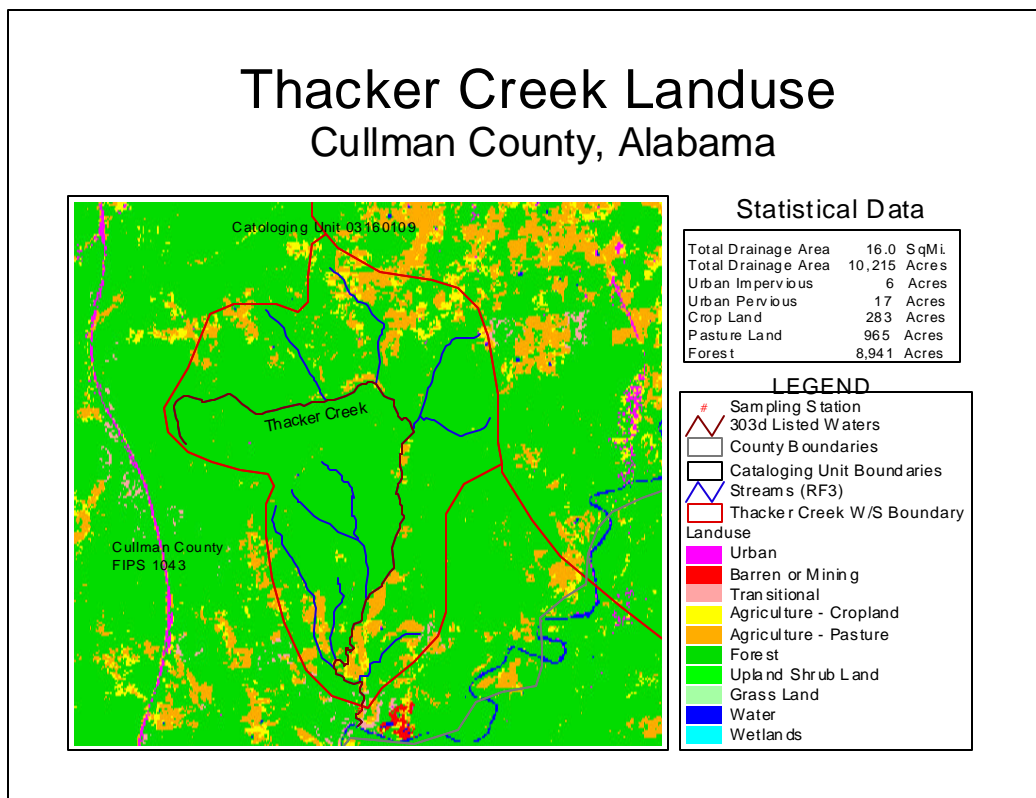 Thacker Creek Landuse
Cullman County, Alabama
Catologing Unit 03160109
Thacker Creek
Cullman County
FIPS 1043
Statistical Data
Total Drainage Area 16.0 SqMi.
Total Drainage Area 10,215 Acres
Urban Impervious 6 Acres
Urban Pervious 17 Acres
Crop Land 283 Acres
Pasture Land 965 Acres
Forest 8,941 Acres
LEGEND
# Sampling Station
303d Listed Waters
County Boundaries
Cataloging Unit Boundaries
Streams (RF3)
Thacker Creek W/S Boundary
Landuse
Urban
Barren or Mining
Transitional
Agriculture - Cropland
Agriculture - Pasture
Forest
Upland Shrub Land
Grass Land
Water
Wetlands